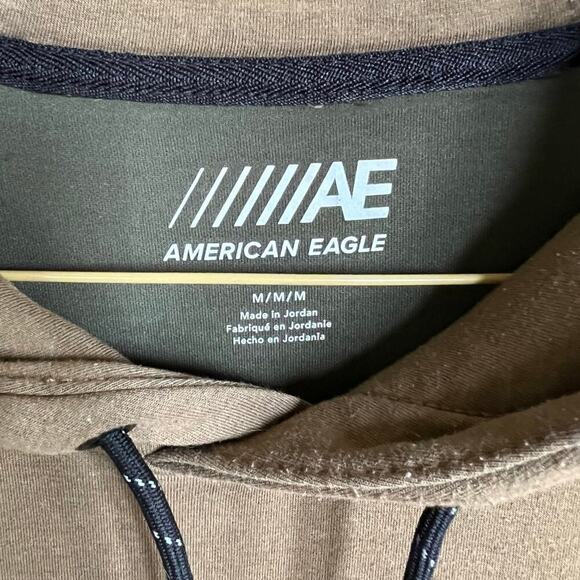 AE
AMERICAN EAGLE
M/M/M
Made in Jordan
Fabriqué en Jordanie
Hecho en Jordania